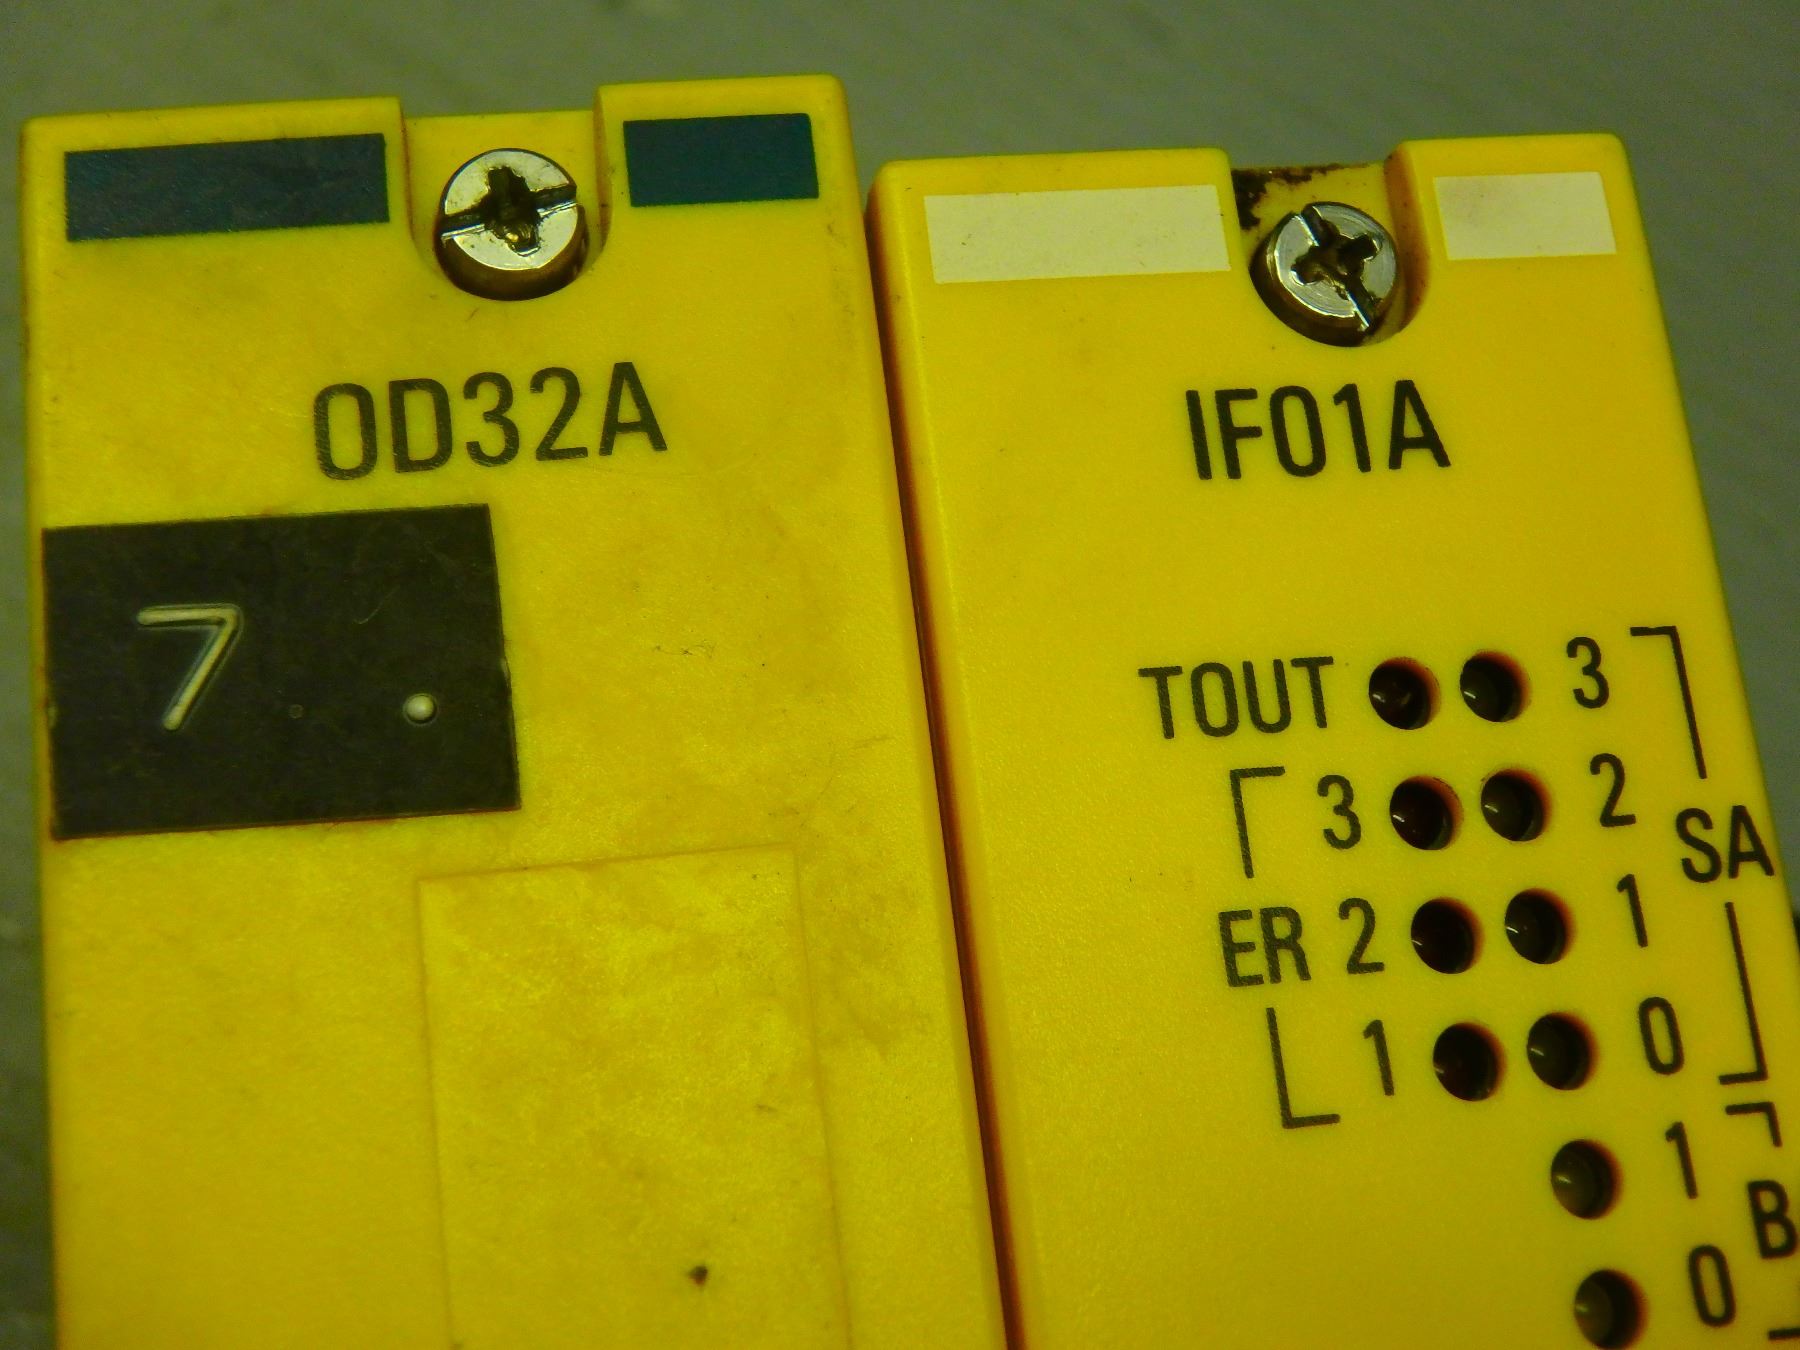 OD32A
7.
IF01A
TOUT 3
3 2
SA
ER 2 1
1 0
1
B
0